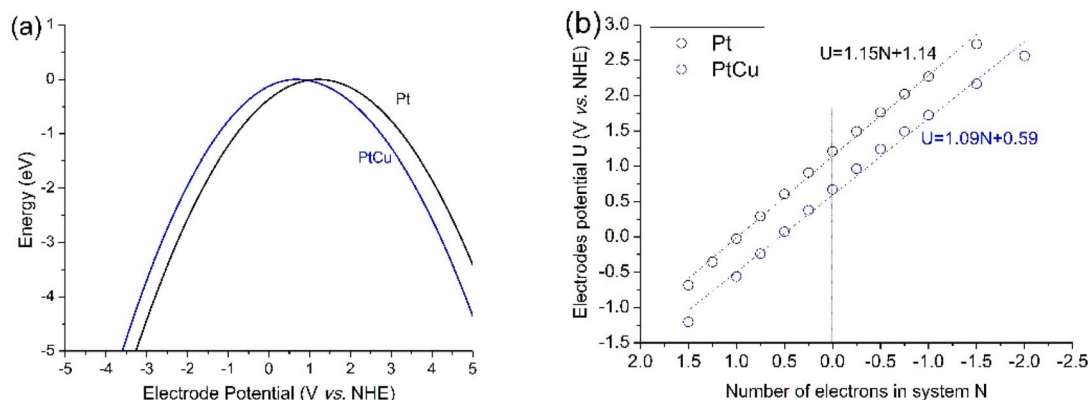 (a)
1
0
-1
-2
-3
-4
-5
Energy (eV)
Pt
PtCu
-5 -4 -3 -2 -1 0 1 2 3 4 5
Electrode Potential (V vs. NHE)
(b)
3.0
2.5
2.0
1.5
1.0
0.5
0.0
-0.5
-1.0
-1.5
Electrodes potential U (V vs. NHE)
Pt
PtCu
U=1.15N+1.14
U=1.09N+0.59
2.0 1.5 1.0 0.5 0.0 -0.5 -1.0 -1.5 -2.0 -2.5
Number of electrons in system N